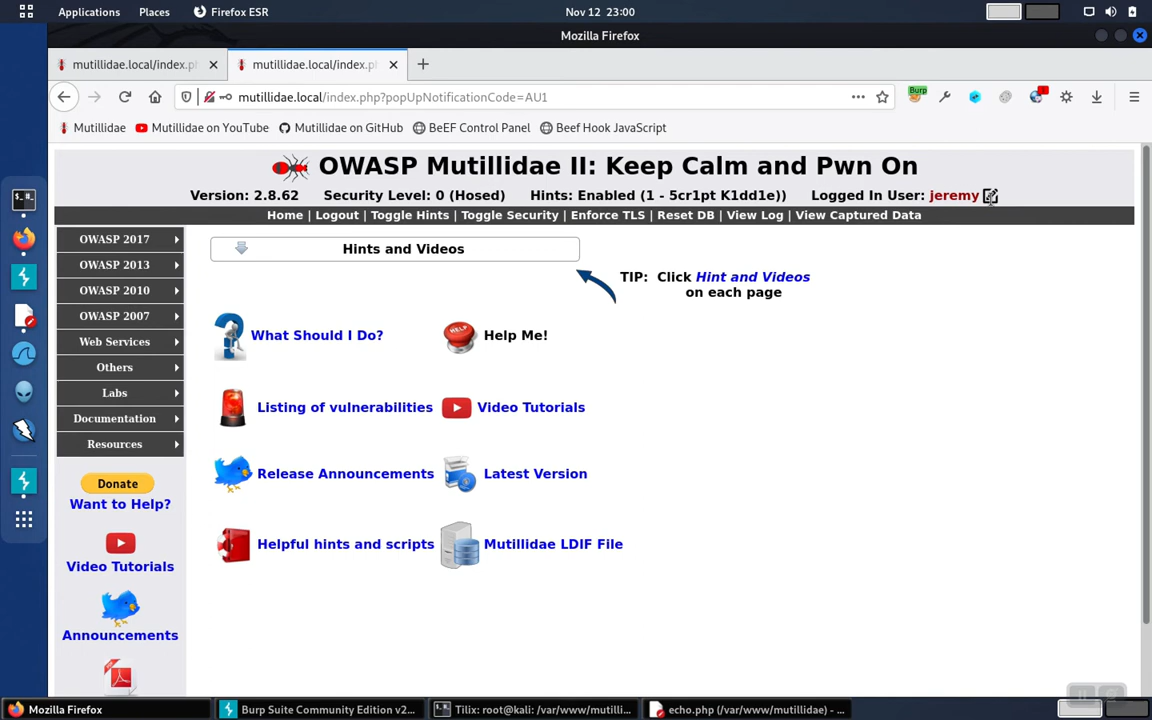 Applications Places Firefox ESR Nov 12 23:00
Mozilla Firefox
mutillidae.local/index.ph mutillidae.local/index.ph
mutillidae.local/index.php?popUpNotificationCode=AU1 Burp 1
Mutillidae Mutillidae on YouTube Mutillidae on GitHub BeEF Control Panel Beef Hook JavaScript
OWASP Mutillidae II: Keep Calm and Pwn On
Version: 2.8.62 Security Level: 0 (Hosed) Hints: Enabled (1 - 5cr1pt K1dd1e)) Logged In User: jeremy
Home | Logout | Toggle Hints | Toggle Security | Enforce TLS | Reset DB | View Log | View Captured Data
OWASP 2017
OWASP 2013
OWASP 2010
OWASP 2007
Web Services
Others
Labs
Documentation
Resources
Donate
Want to Help?
Video Tutorials
Announcements
Hints and Videos
TIP: Click Hint and Videos
on each page
What Should I Do? HELP Help Me!
Listing of vulnerabilities Video Tutorials
Release Announcements Latest Version
Helpful hints and scripts Mutillidae LDIF File
Mozilla Firefox Burp Suite Community Edition v2... Tilix: root@kali: /var/www/mutilli... echo.php (/var/www/mutillidae) - ...